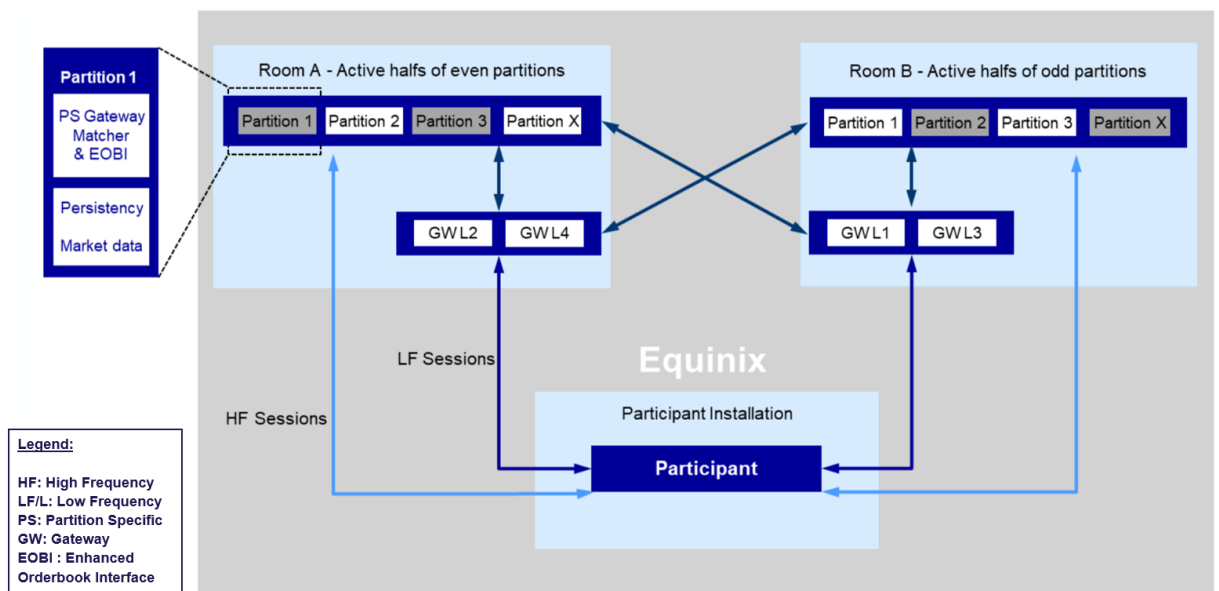 Partition 1
PS Gateway
Matcher
& EOBI
Persistency
Market data
Room A - Active halfs of even partitions
Partition 1
Partition 2
Partition 3
Partition X
GW L2
GW L4
Room B - Active halfs of odd partitions
Partition 1
Partition 2
Partition 3
Partition X
GW L1
GW L3
LF Sessions
HF Sessions
Equinix
Participant Installation
Participant
Legend:
HF: High Frequency
LF/L: Low Frequency
PS: Partition Specific
GW: Gateway
EOBI : Enhanced
Orderbook Interface